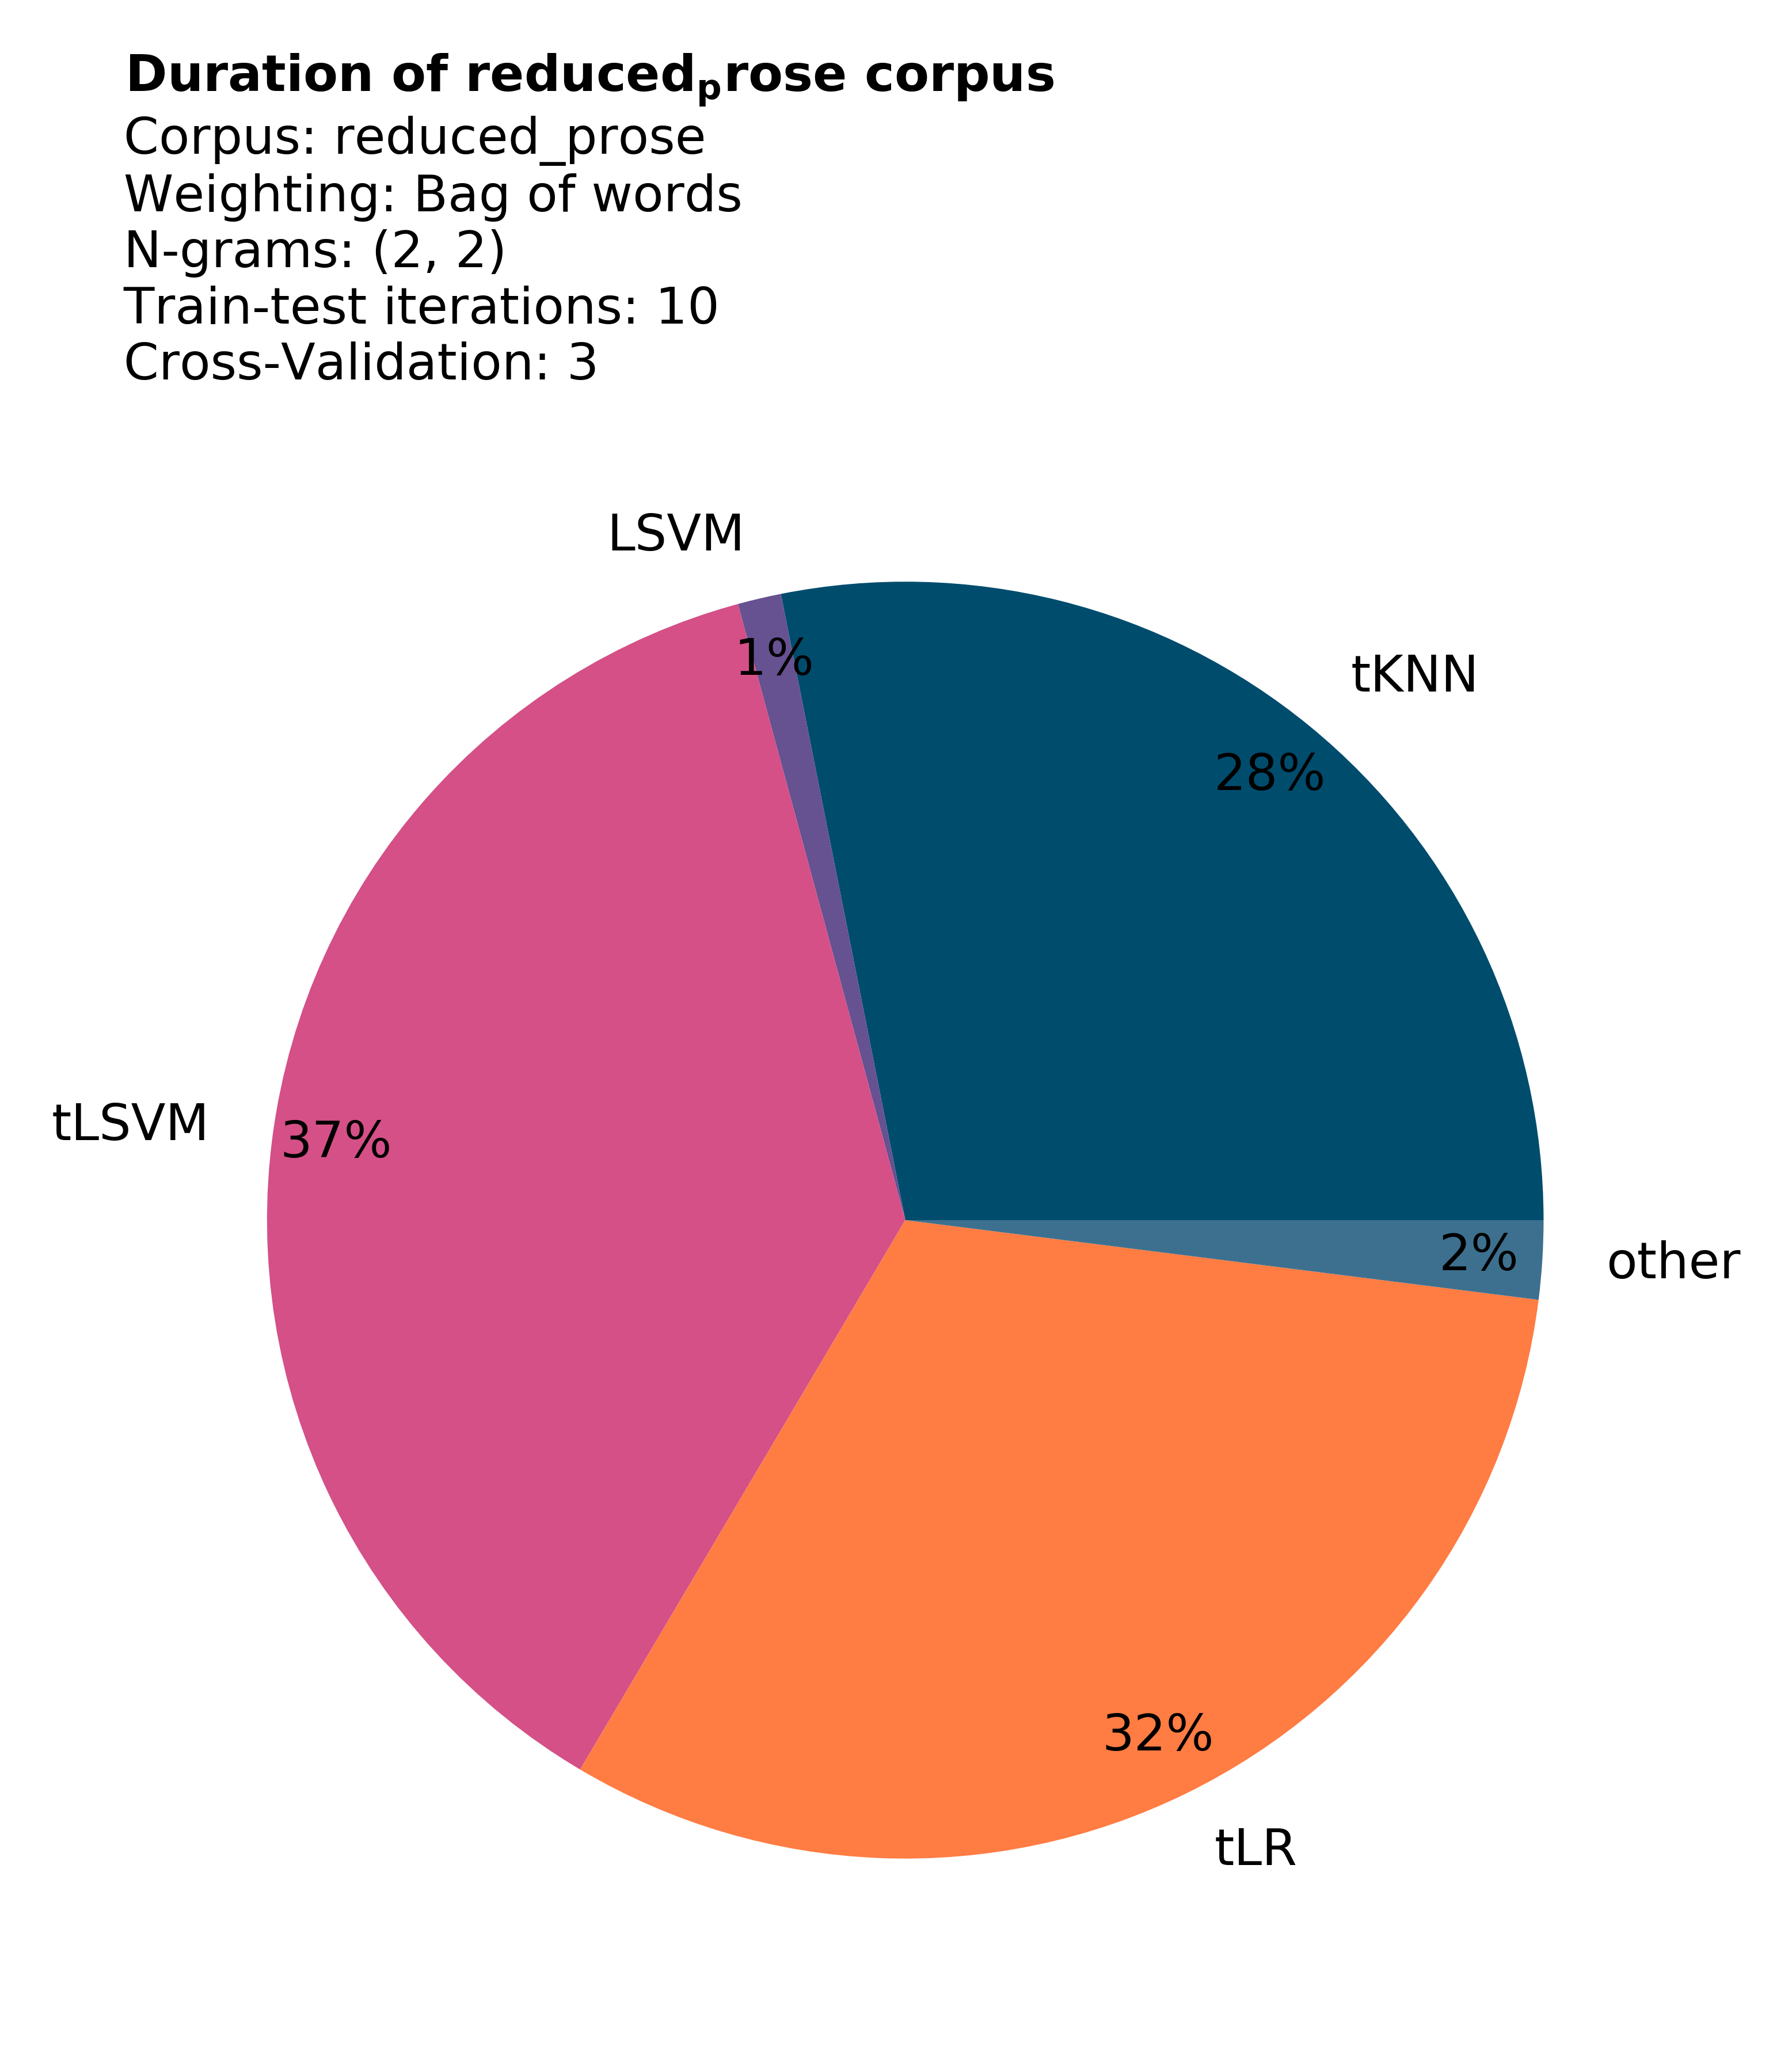 Duration of reducedₚrose corpus
Corpus: reduced_prose
Weighting: Bag of words
N-grams: (2, 2)
Train-test iterations: 10
Cross-Validation: 3
LSVM
1%
tKNN
28%
tLSVM
37%
2%
other
32%
tLR